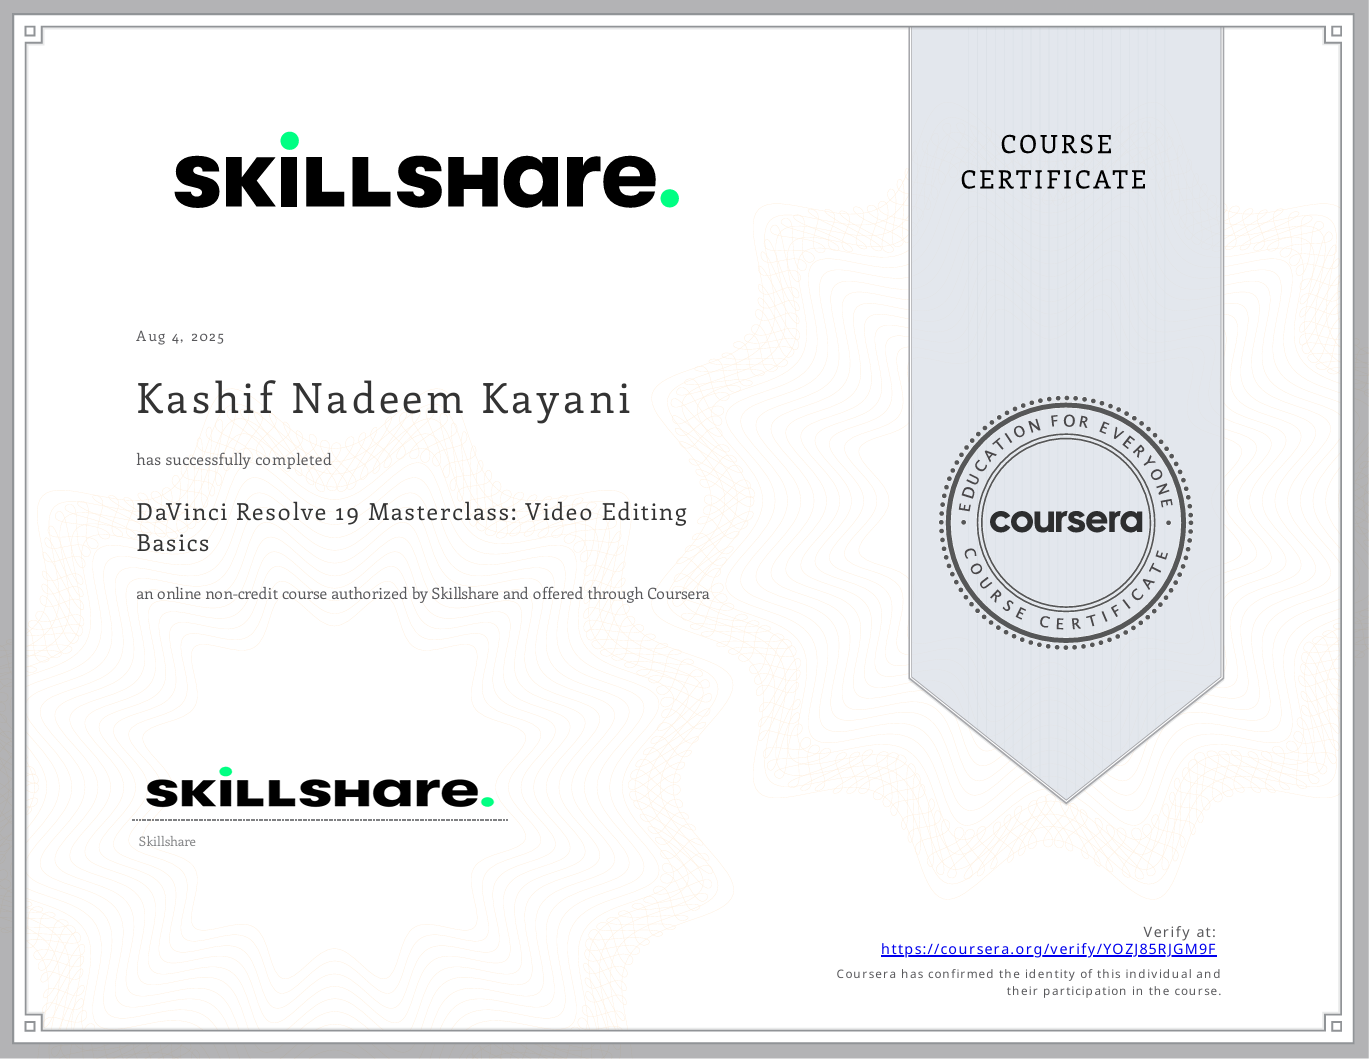 SKILLSHARE.
COURSE
CERTIFICATE
Aug 4, 2025
Kashif Nadeem Kayani
has successfully completed
DaVinci Resolve 19 Masterclass: Video Editing
Basics
an online non-credit course authorized by Skillshare and offered through Coursera
EDUCATION FOR EVERYONE
coursera
COURSE CERTIFICATE
SKILLSHARE.
Skillshare
Verify at:
https://coursera.org/verify/YOZJ85RJGM9F
Coursera has confirmed the identity of this individual and
their participation in the course.